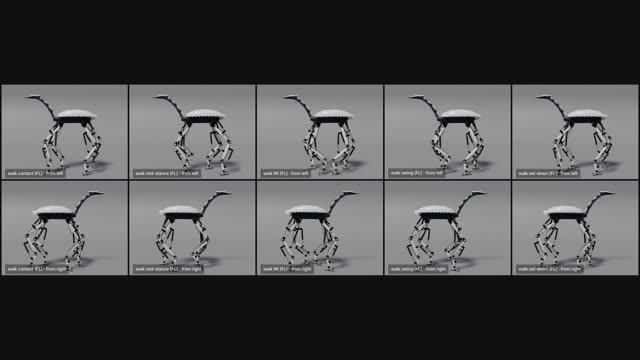 walk contact (FL) · from left
walk mid-stance (FL) · from left
walk lift (FL) · from left
walk swing (FL) · from left
walk set-down (FL) · from left
walk contact (FL) · from right
walk mid-stance (FL) · from right
walk lift (FL) · from right
walk swing (FL) · from right
walk set-down (FL) · from right